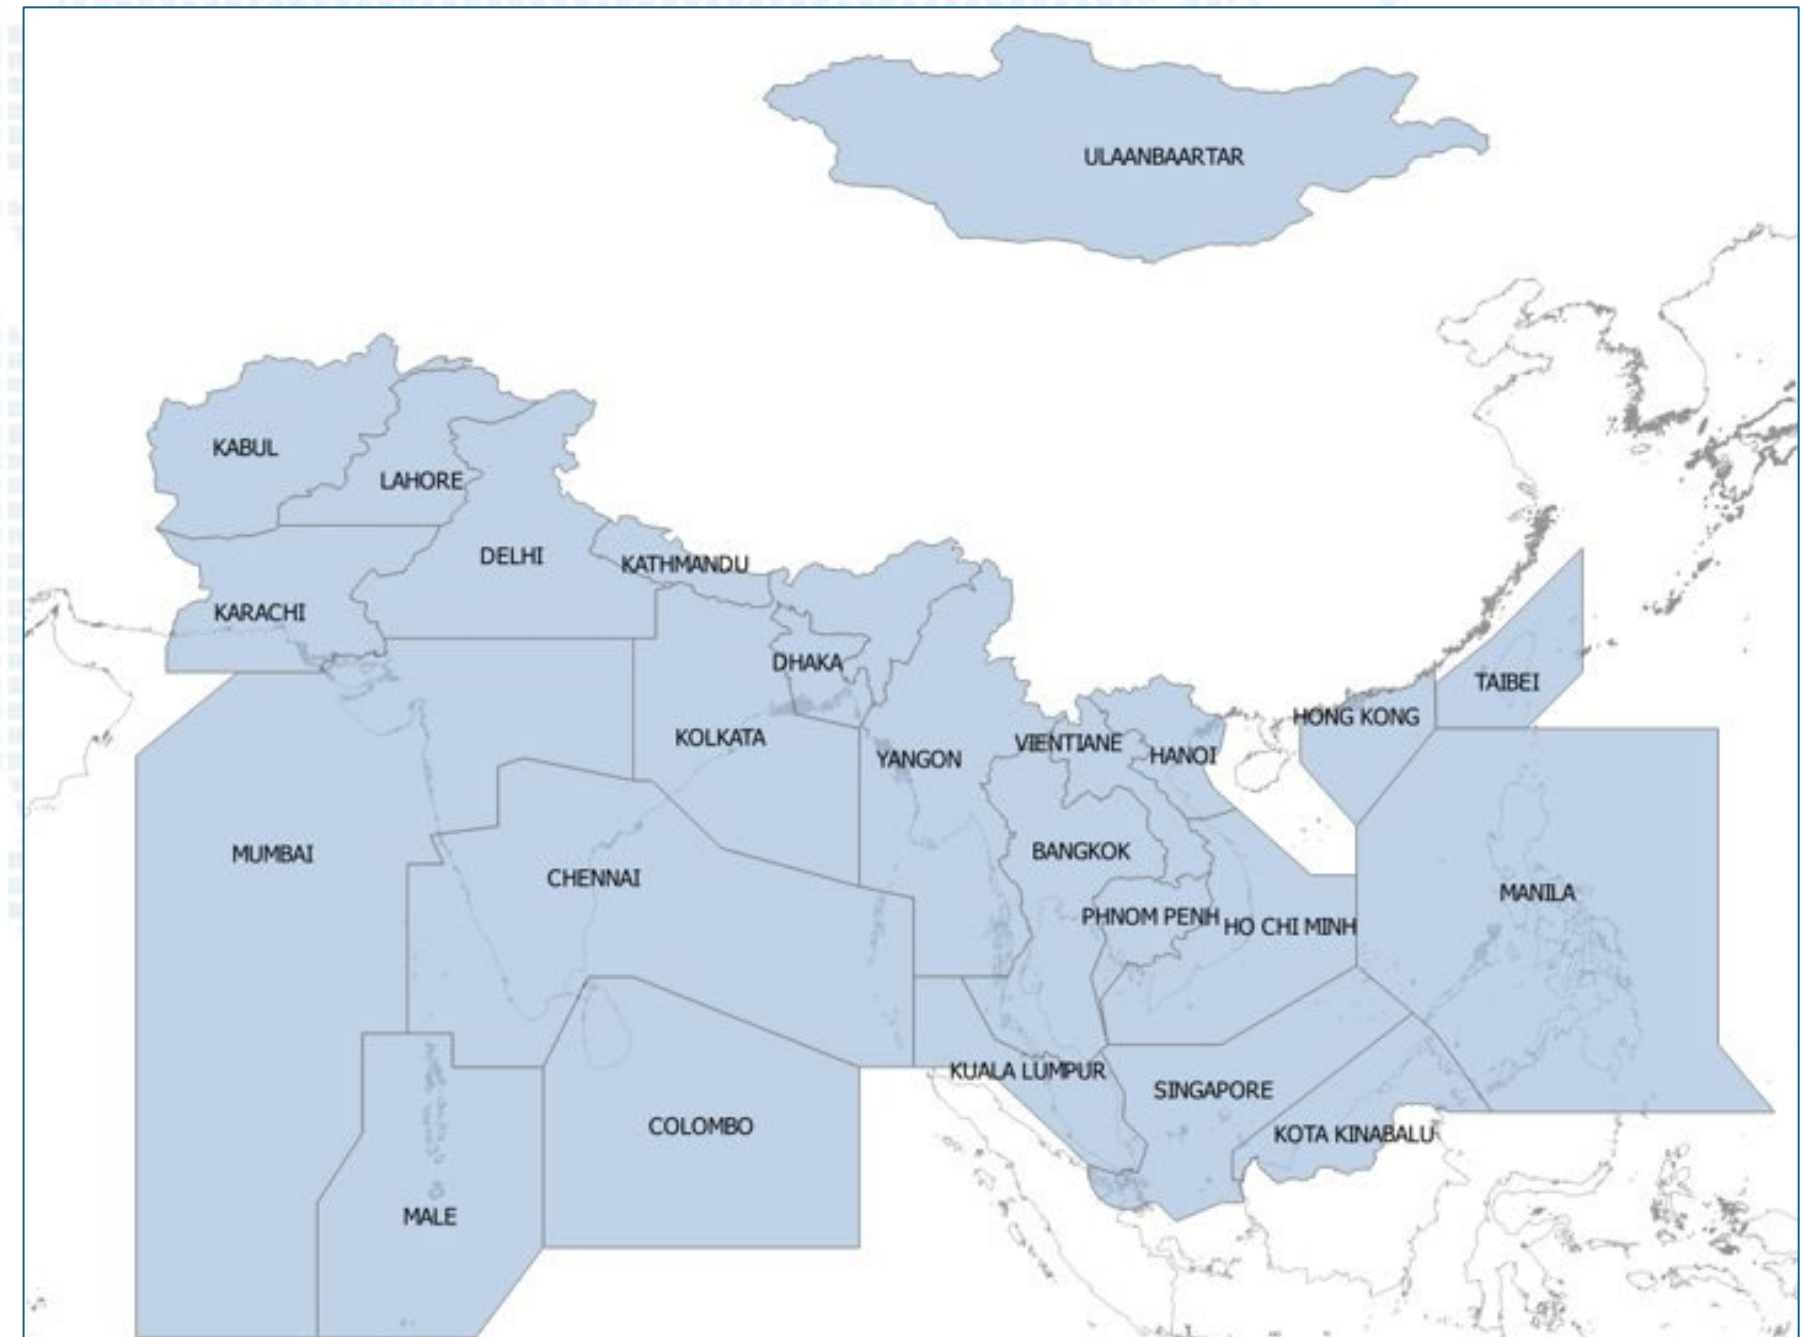 ULAANBAARTAR
KABUL
LAHORE
DELHI
KATHMANDU
KARACHI
DHAKA
TAIBEI
HONG KONG
KOLKATA
VIENTIANE
HANOI
YANGON
MUMBAI
BANGKOK
CHENNAI
MANILA
PHNOM PENH
HO CHI MINH
KUALA LUMPUR
SINGAPORE
COLOMBO
KOTA KINABALU
MALE